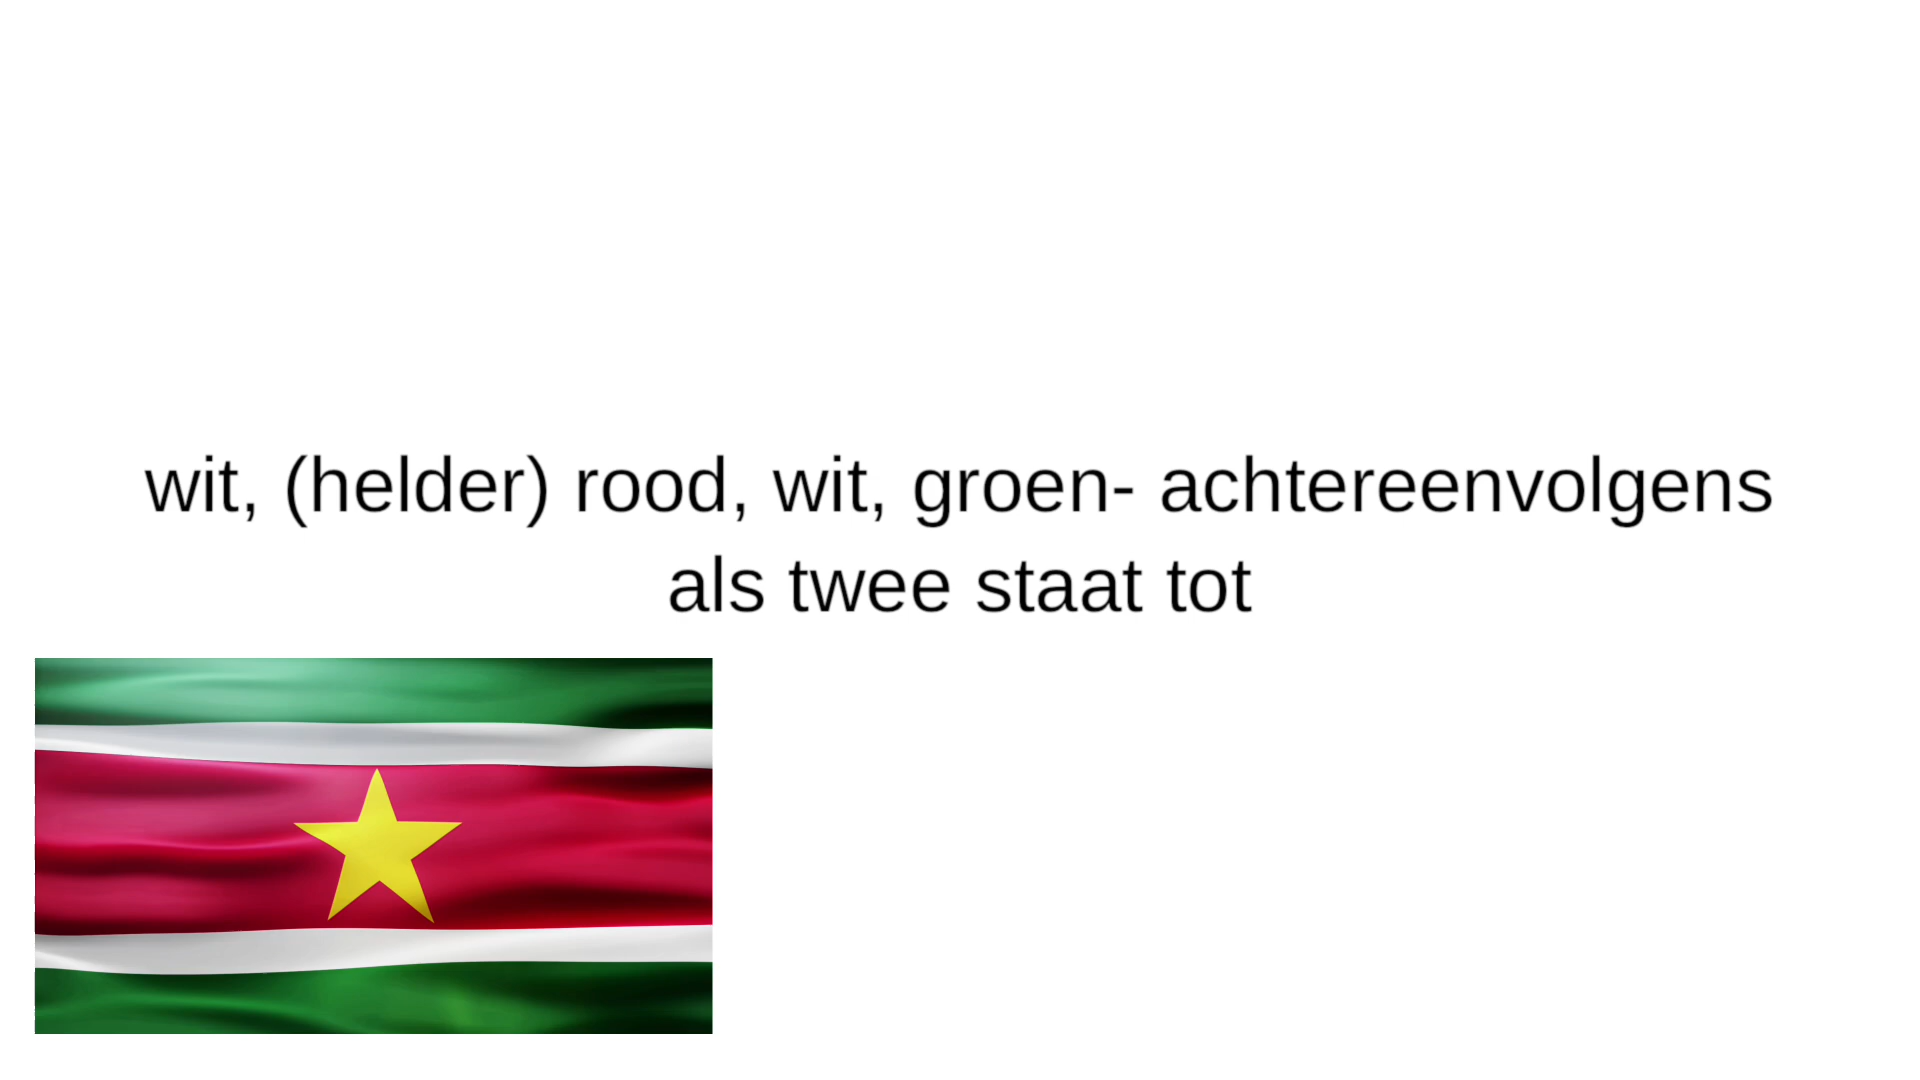 wit, (helder) rood, wit, groen- achtereenvolgens
als twee staat tot